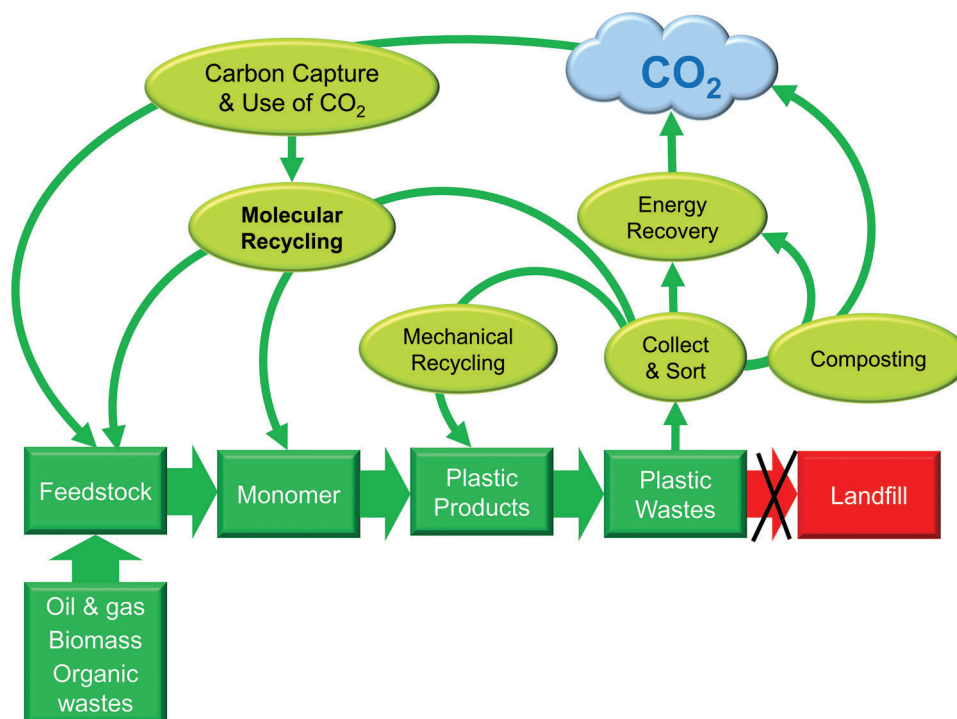 Carbon Capture
& Use of CO₂
CO₂
Molecular
Recycling
Energy
Recovery
Mechanical
Recycling
Collect
& Sort
Composting
Feedstock
Monomer
Plastic
Products
Plastic
Wastes
Landfill
Oil & gas
Biomass
Organic
wastes